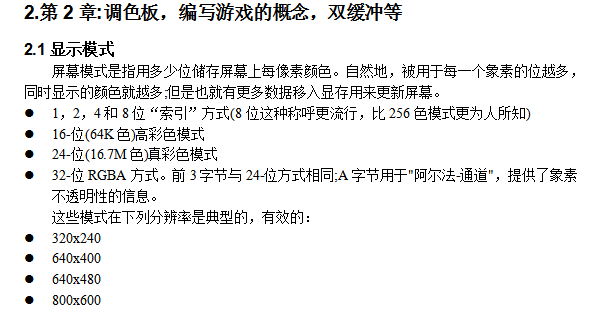 2.第 2 章:调色板，编写游戏的概念，双缓冲等
2.1 显示模式
屏幕模式是指用多少位储存屏幕上每像素颜色。自然地，被用于每一个象素的位越多，
同时显示的颜色就越多;但是也就有更多数据移入显存用来更新屏幕。
● 1，2，4 和 8 位“索引”方式(8 位这种称呼更流行，比 256 色模式更为人所知)
● 16-位(64K 色)高彩色模式
● 24-位(16.7M 色)真彩色模式
● 32-位 RGBA 方式。前 3 字节与 24-位方式相同;A 字节用于"阿尔法-通道"，提供了象素
不透明性的信息。
这些模式在下列分辨率是典型的，有效的：
● 320x240
● 640x400
● 640x480
● 800x600